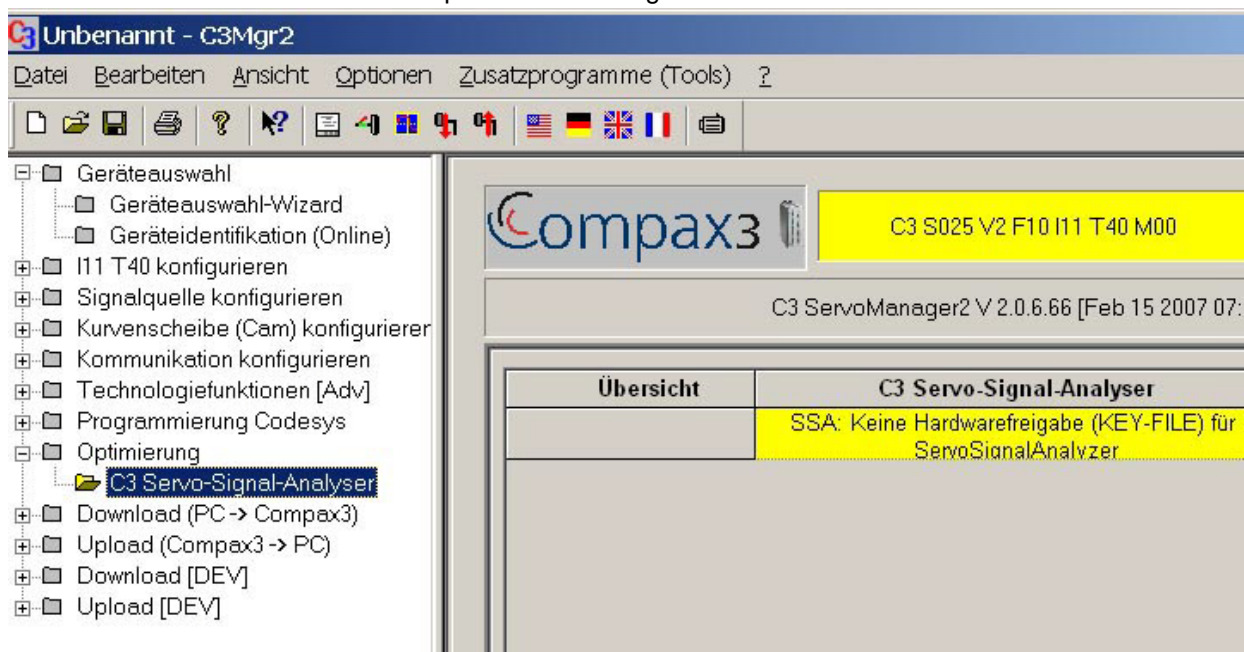 Unbenannt - C3Mgr2
Datei Bearbeiten Ansicht Optionen Zusatzprogramme (Tools) ?
Geräteauswahl
Geräteauswahl-Wizard
Geräteidentifikation (Online)
I11 T40 konfigurieren
Signalquelle konfigurieren
Kurvenscheibe (Cam) konfigurieren
Kommunikation konfigurieren
Technologiefunktionen [Adv]
Programmierung Codesys
Optimierung
C3 Servo-Signal-Analyser
Download (PC -> Compax3)
Upload (Compax3 -> PC)
Download [DEV]
Upload [DEV]
Compax3
C3 S025 V2 F10 I11 T40 M00
C3 ServoManager2 V 2.0.6.66 [Feb 15 2007 07:
Übersicht C3 Servo-Signal-Analyser
SSA: Keine Hardwarefreigabe (KEY-FILE) für
ServoSignalAnalyzer